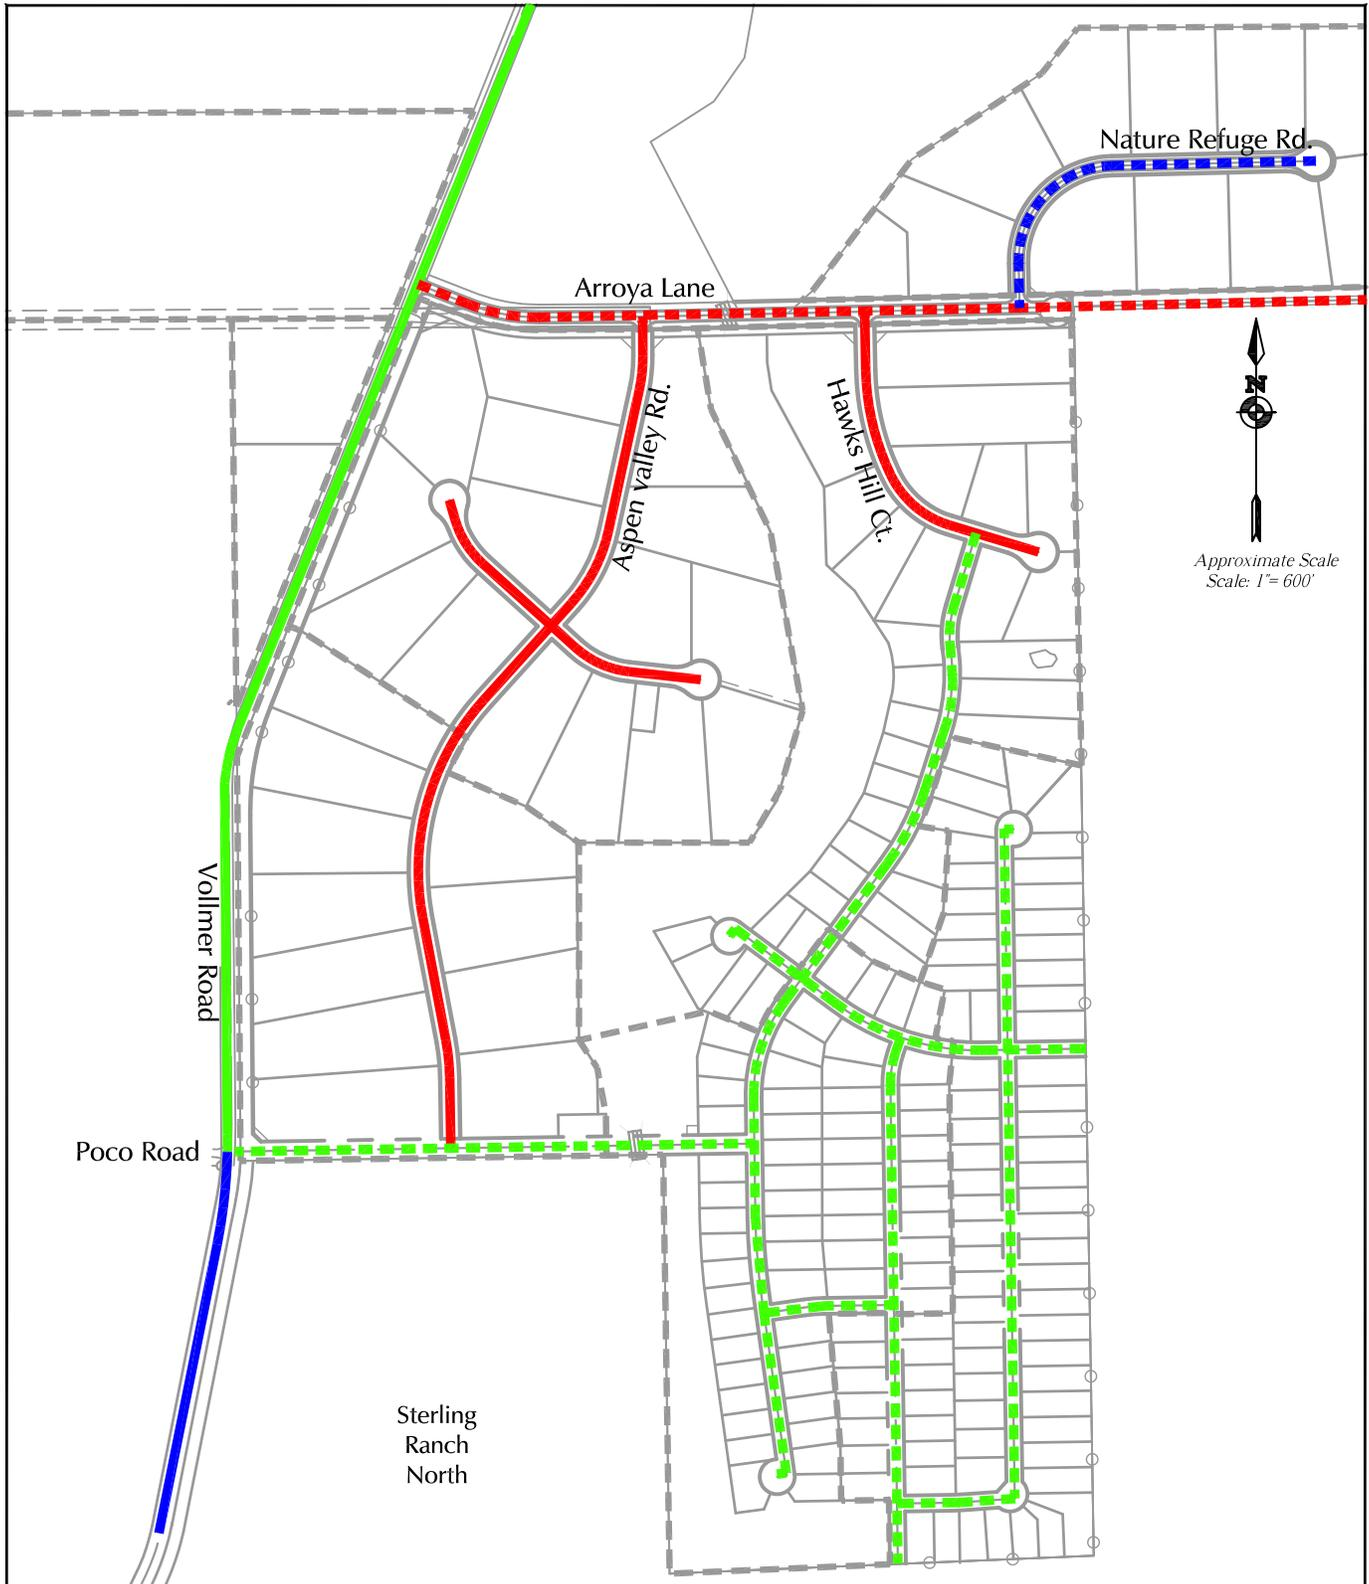 Nature Refuge Rd.
Arroya Lane
Aspen valley Rd.
Hawks Hill Ct.
N
Approximate Scale
Scale: 1"= 600'
Vollmer Road
Poco Road
Sterling
Ranch
North